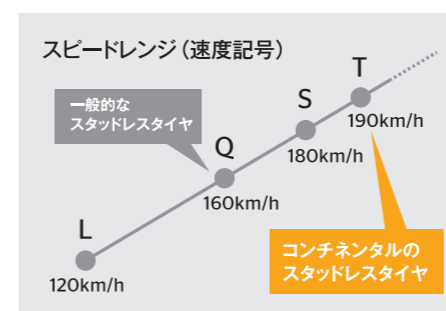 スピードレンジ（速度記号）
一般的な
スタッドレスタイヤ
T
190km/h
S
180km/h
Q
160km/h
L
120km/h
コンチネンタルの
スタッドレスタイヤ